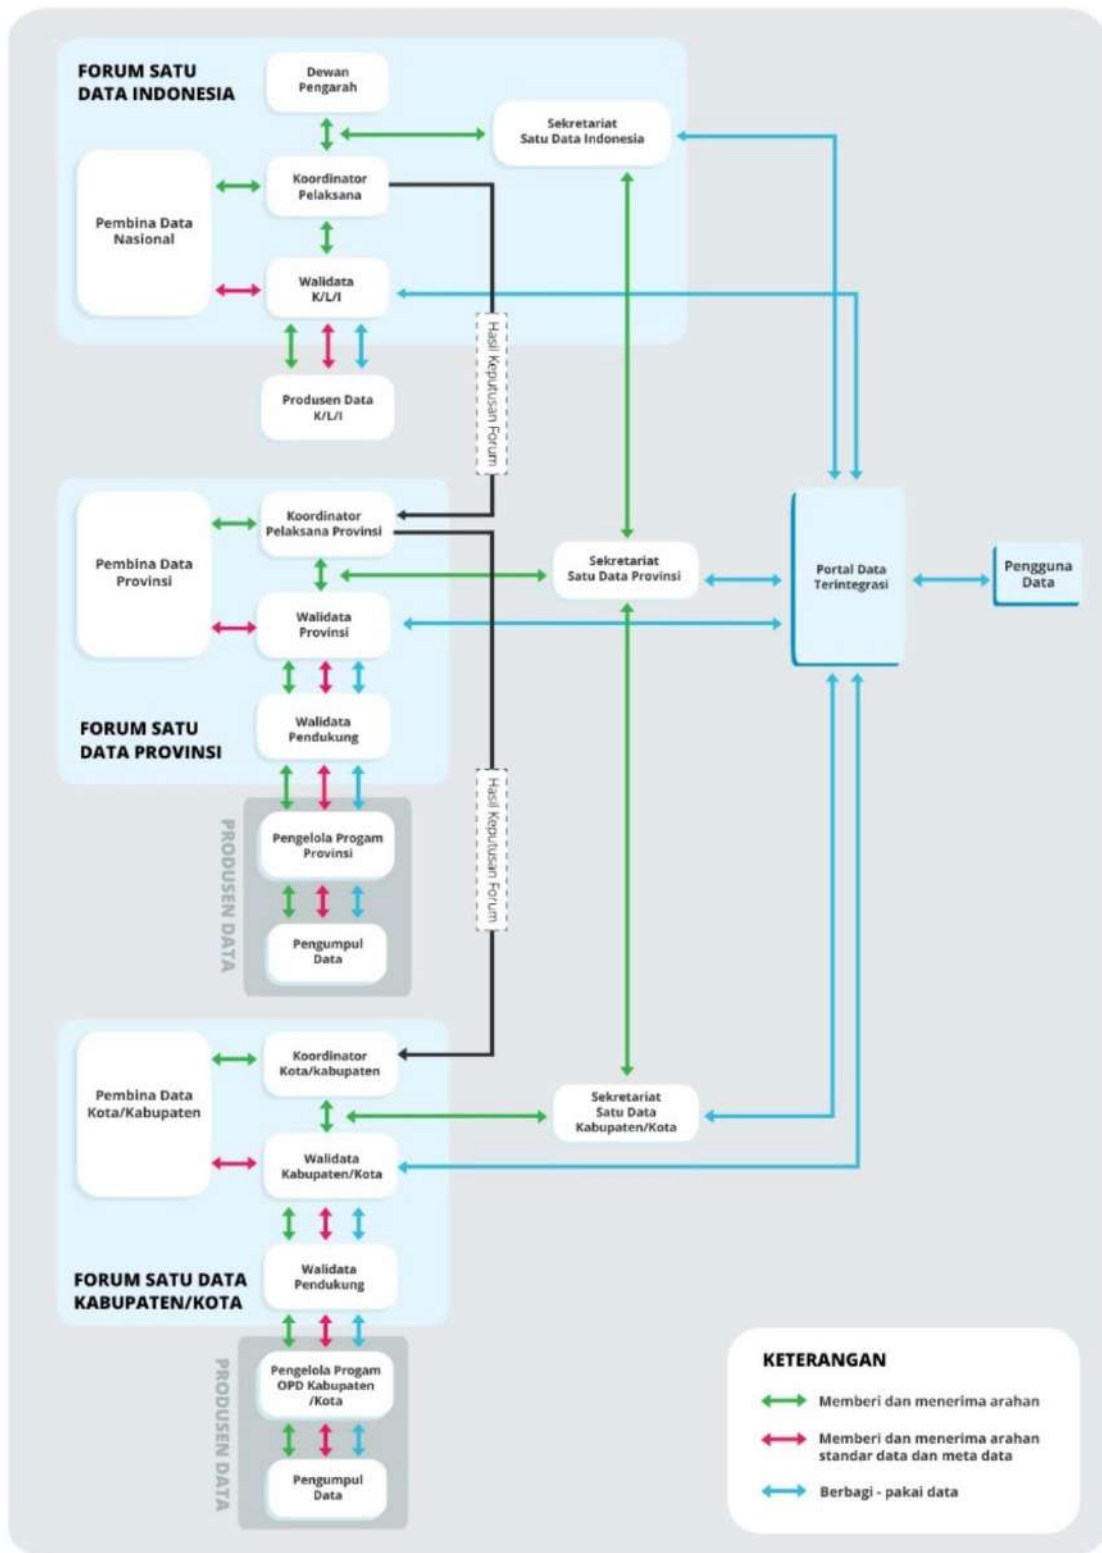 FORUM SATU
DATA INDONESIA
Dewan
Pengarah
Sekretariat
Satu Data Indonesia
Koordinator
Pelaksana
Pembina Data
Nasional
Walidata
K/L/I
Hasil Keputusan Forum
Produsen Data
K/L/I
Koordinator
Pelaksana Provinsi
Pembina Data
Provinsi
Sekretariat
Satu Data Provinsi
Portal Data
Terintegrasi
Pengguna
Data
Walidata
Provinsi
FORUM SATU
DATA PROVINSI
Walidata
Pendukung
Hasil Keputusan Forum
PRODUSEN DATA
Pengelola Progam
Provinsi
Pengumpul
Data
Koordinator
Kota/kabupaten
Pembina Data
Kota/Kabupaten
Sekretariat
Satu Data
Kabupaten/Kota
Walidata
Kabupaten/Kota
FORUM SATU DATA
KABUPATEN/KOTA
Walidata
Pendukung
PRODUSEN DATA
Pengelola Progam
OPD Kabupaten
/Kota
Pengumpul
Data
KETERANGAN
Memberi dan menerima arahan
Memberi dan menerima arahan
standar data dan meta data
Berbagi - pakai data